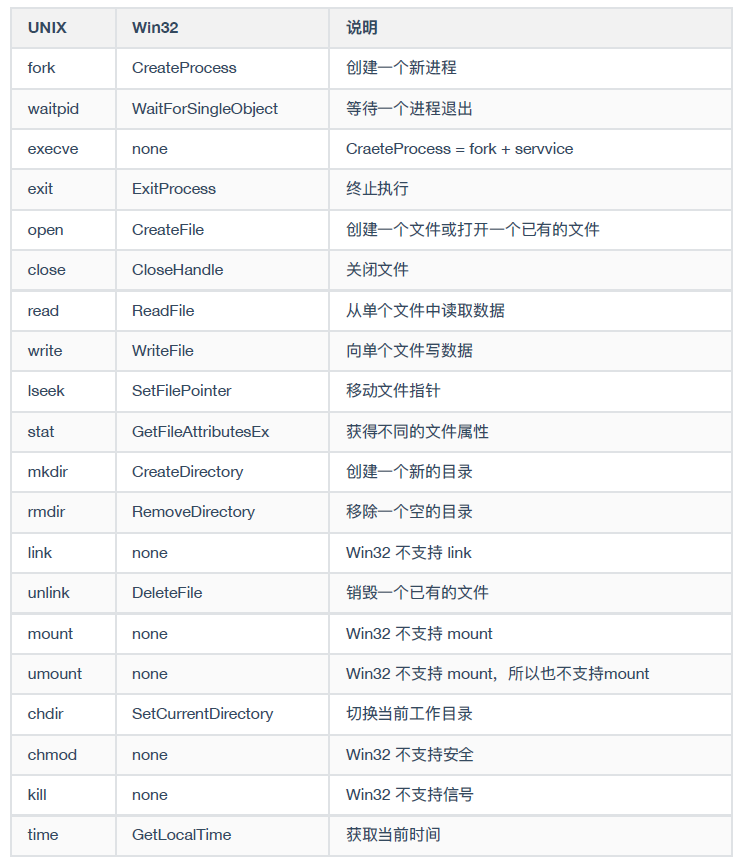 UNIX Win32 说明
fork CreateProcess 创建一个新进程
waitpid WaitForSingleObject 等待一个进程退出
execve none CraeteProcess = fork + servvice
exit ExitProcess 终止执行
open CreateFile 创建一个文件或打开一个已有的文件
close CloseHandle 关闭文件
read ReadFile 从单个文件中读取数据
write WriteFile 向单个文件写数据
lseek SetFilePointer 移动文件指针
stat GetFileAttributesEx 获得不同的文件属性
mkdir CreateDirectory 创建一个新的目录
rmdir RemoveDirectory 移除一个空的目录
link none Win32 不支持 link
unlink DeleteFile 销毁一个已有的文件
mount none Win32 不支持 mount
umount none Win32 不支持 mount，所以也不支持mount
chdir SetCurrentDirectory 切换当前工作目录
chmod none Win32 不支持安全
kill none Win32 不支持信号
time GetLocalTime 获取当前时间